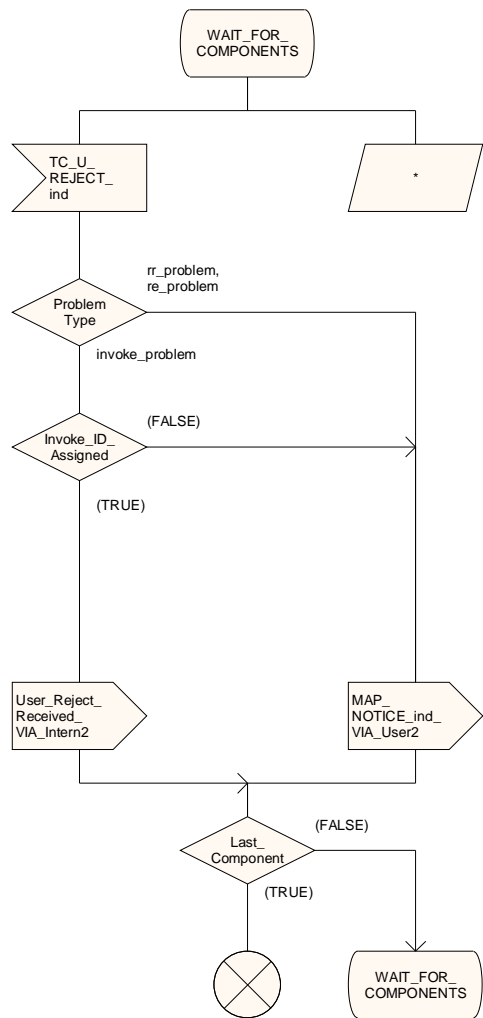 WAIT_FOR_
COMPONENTS
TC_U_
REJECT_
ind
*
rr_problem,
re_problem
Problem
Type
invoke_problem
(FALSE)
Invoke_ID_
Assigned
(TRUE)
User_Reject_
Received_
VIA_Intern2
MAP_
NOTICE_ind_
VIA_User2
(FALSE)
Last_
Component
(TRUE)
WAIT_FOR_
COMPONENTS